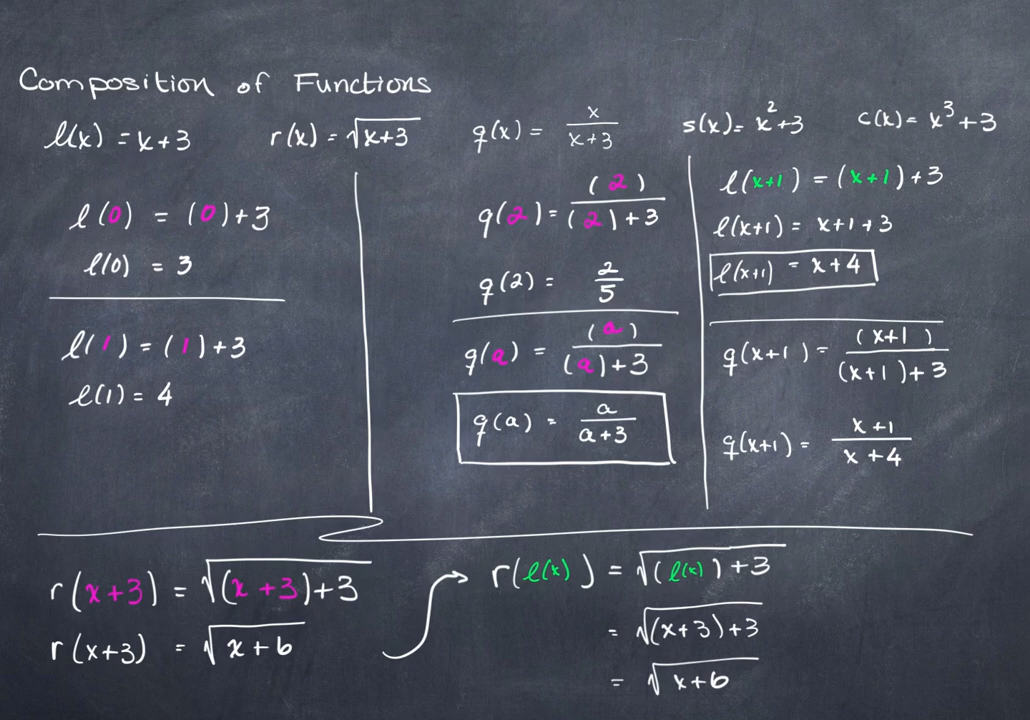 Composition of Functions
l(x) = x+3
r(x) = √(x+3)
q(x) = x/(x+3)
s(x) = x²+3
c(x) = x³+3
l(0) = (0)+3
l(0) = 3
l(1) = (1)+3
l(1) = 4
q(2) = (2)/((2)+3)
q(2) = 2/5
q(a) = (a)/((a)+3)
q(a) = a/(a+3)
l(x+1) = (x+1)+3
l(x+1) = x+1+3
l(x+1) = x+4
q(x+1) = (x+1)/((x+1)+3)
q(x+1) = (x+1)/(x+4)
r(x+3) = √((x+3)+3)
r(x+3) = √(x+6)
r(l(x)) = √((l(x))+3)
= √((x+3)+3)
= √(x+6)